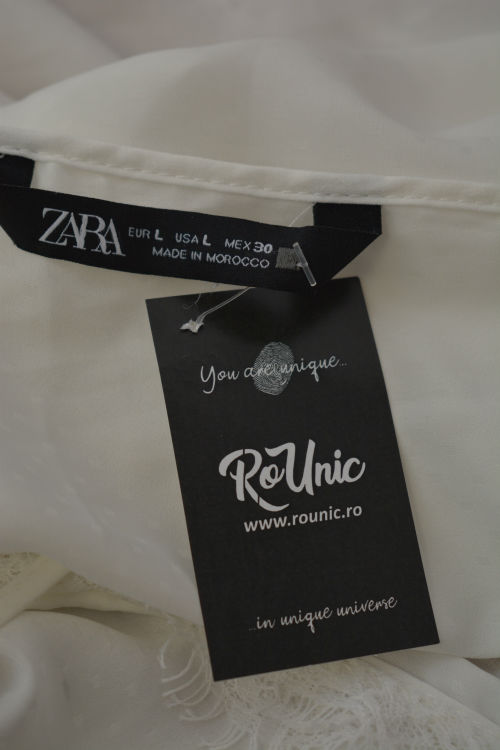 ZARA EUR L USA L MEX 30
MADE IN MOROCCO
You are unique...
RoUnic
www.rounic.ro
...in unique universe